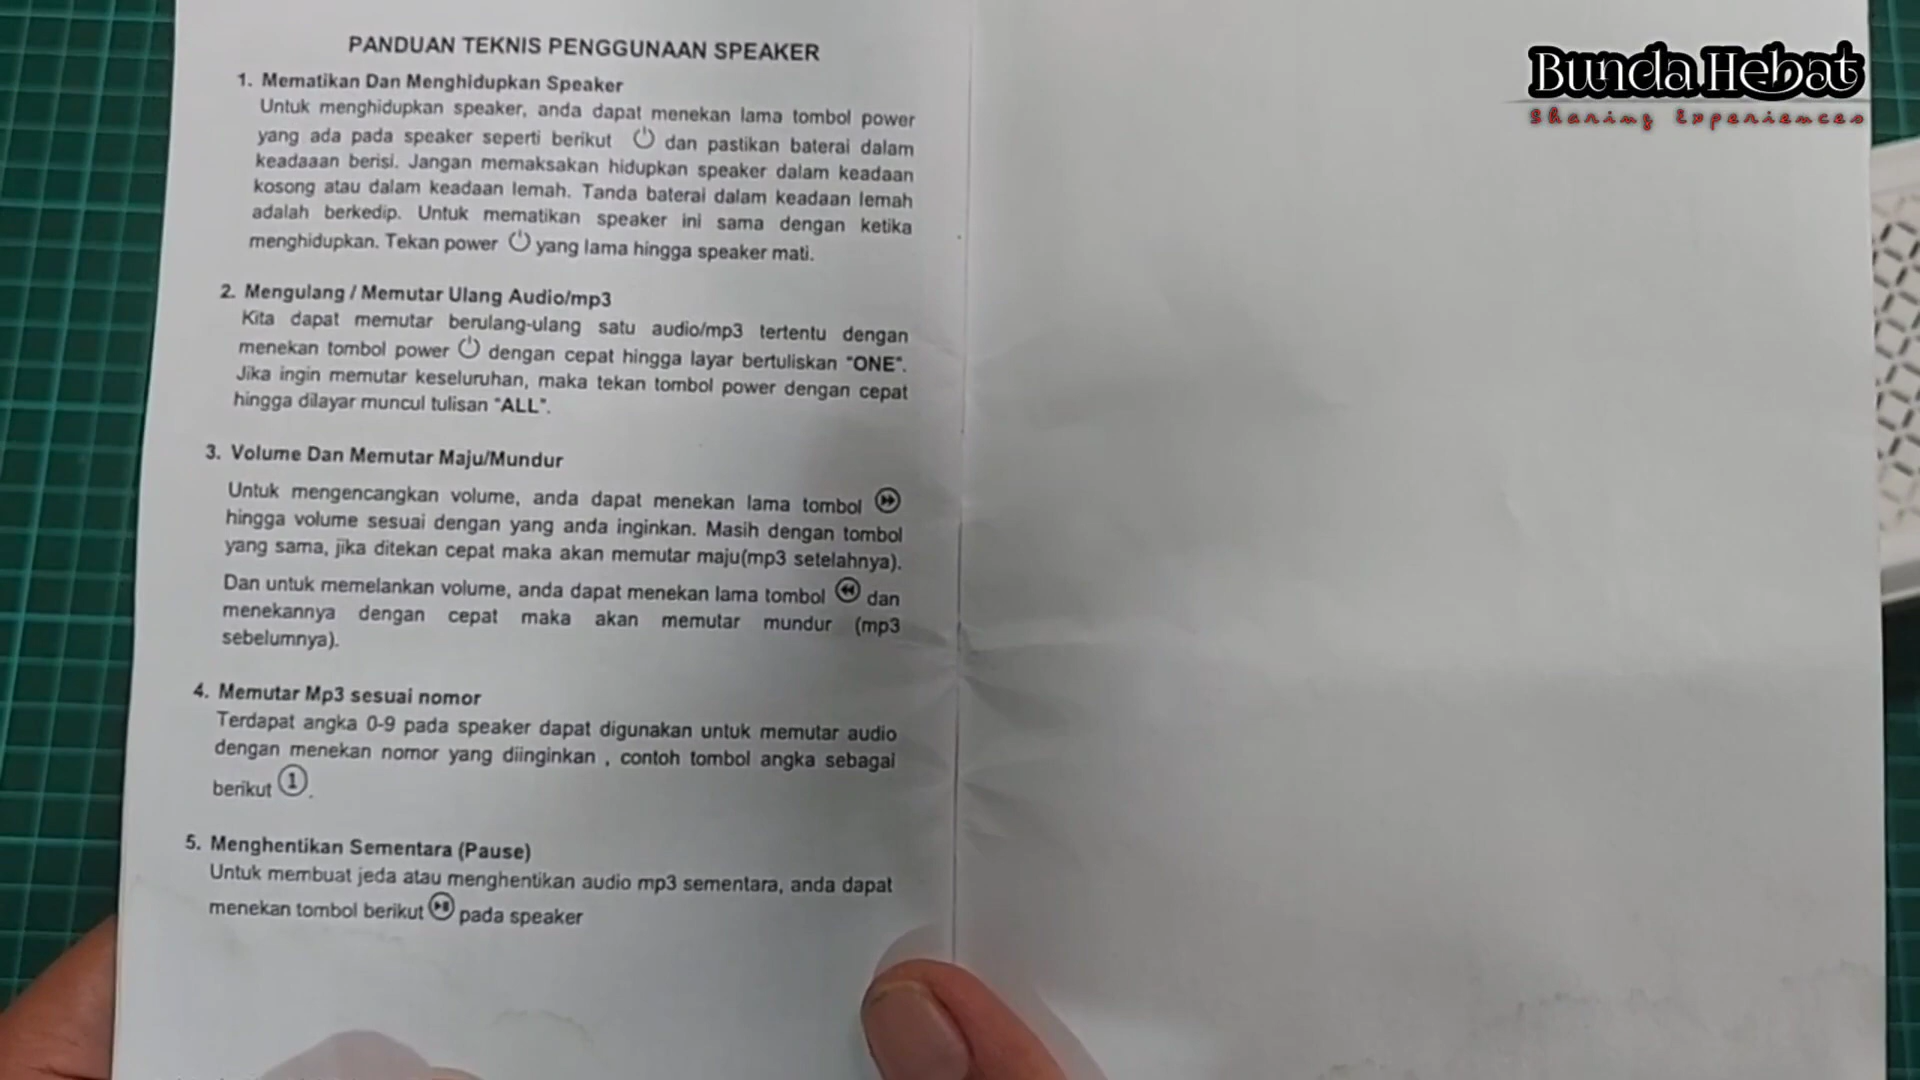 PANDUAN TEKNIS PENGGUNAAN SPEAKER
1. Mematikan Dan Menghidupkan Speaker
Untuk menghidupkan speaker, anda dapat menekan lama tombol power
yang ada pada speaker seperti berikut dan pastikan baterai dalam
keadaaan berisi. Jangan memaksakan hidupkan speaker dalam keadaan
kosong atau dalam keadaan lemah. Tanda baterai dalam keadaan lemah
adalah berkedip. Untuk mematikan speaker ini sama dengan ketika
menghidupkan. Tekan power yang lama hingga speaker mati.
2. Mengulang / Memutar Ulang Audio/mp3
Kita dapat memutar berulang-ulang satu audio/mp3 tertentu dengan
menekan tombol power dengan cepat hingga layar bertuliskan "ONE".
Jika ingin memutar keseluruhan, maka tekan tombol power dengan cepat
hingga dilayar muncul tulisan "ALL".
3. Volume Dan Memutar Maju/Mundur
Untuk mengencangkan volume, anda dapat menekan lama tombol
hingga volume sesuai dengan yang anda inginkan. Masih dengan tombol
yang sama, jika ditekan cepat maka akan memutar maju(mp3 setelahnya).
Dan untuk memelankan volume, anda dapat menekan lama tombol dan
menekannya dengan cepat maka akan memutar mundur (mp3
sebelumnya).
4. Memutar Mp3 sesuai nomor
Terdapat angka 0-9 pada speaker dapat digunakan untuk memutar audio
dengan menekan nomor yang diinginkan , contoh tombol angka sebagai
berikut 1.
5. Menghentikan Sementara (Pause)
Untuk membuat jeda atau menghentikan audio mp3 sementara, anda dapat
menekan tombol berikut pada speaker
Bunda Hebat
Sharing Experiences